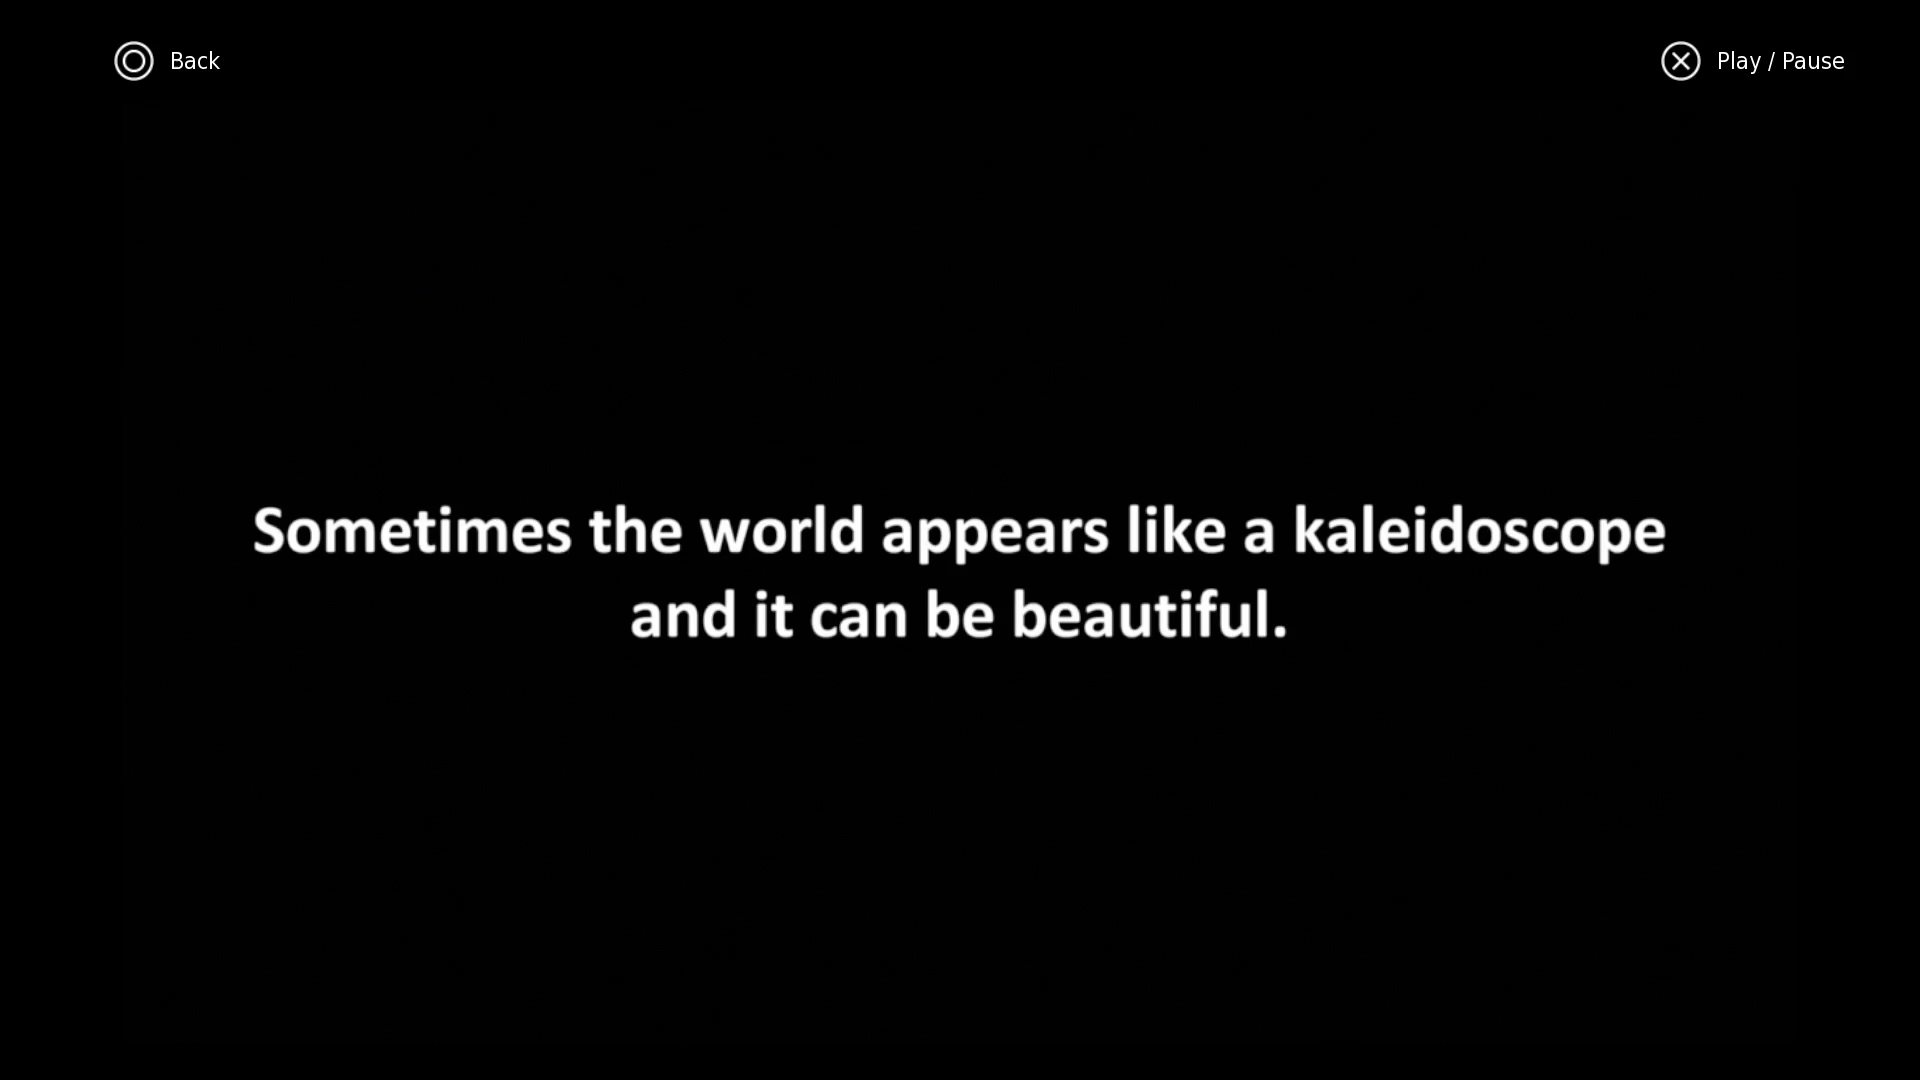 Back
Play / Pause
Sometimes the world appears like a kaleidoscope
and it can be beautiful.